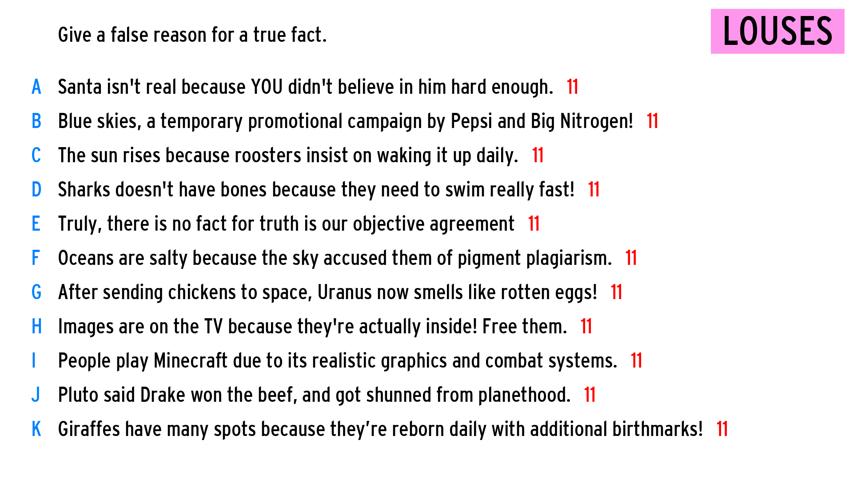 Give a false reason for a true fact.
LOUSES
A Santa isn't real because YOU didn't believe in him hard enough. 11
B Blue skies, a temporary promotional campaign by Pepsi and Big Nitrogen! 11
C The sun rises because roosters insist on waking it up daily. 11
D Sharks doesn't have bones because they need to swim really fast! 11
E Truly, there is no fact for truth is our objective agreement 11
F Oceans are salty because the sky accused them of pigment plagiarism. 11
G After sending chickens to space, Uranus now smells like rotten eggs! 11
H Images are on the TV because they're actually inside! Free them. 11
I People play Minecraft due to its realistic graphics and combat systems. 11
J Pluto said Drake won the beef, and got shunned from planethood. 11
K Giraffes have many spots because they’re reborn daily with additional birthmarks! 11